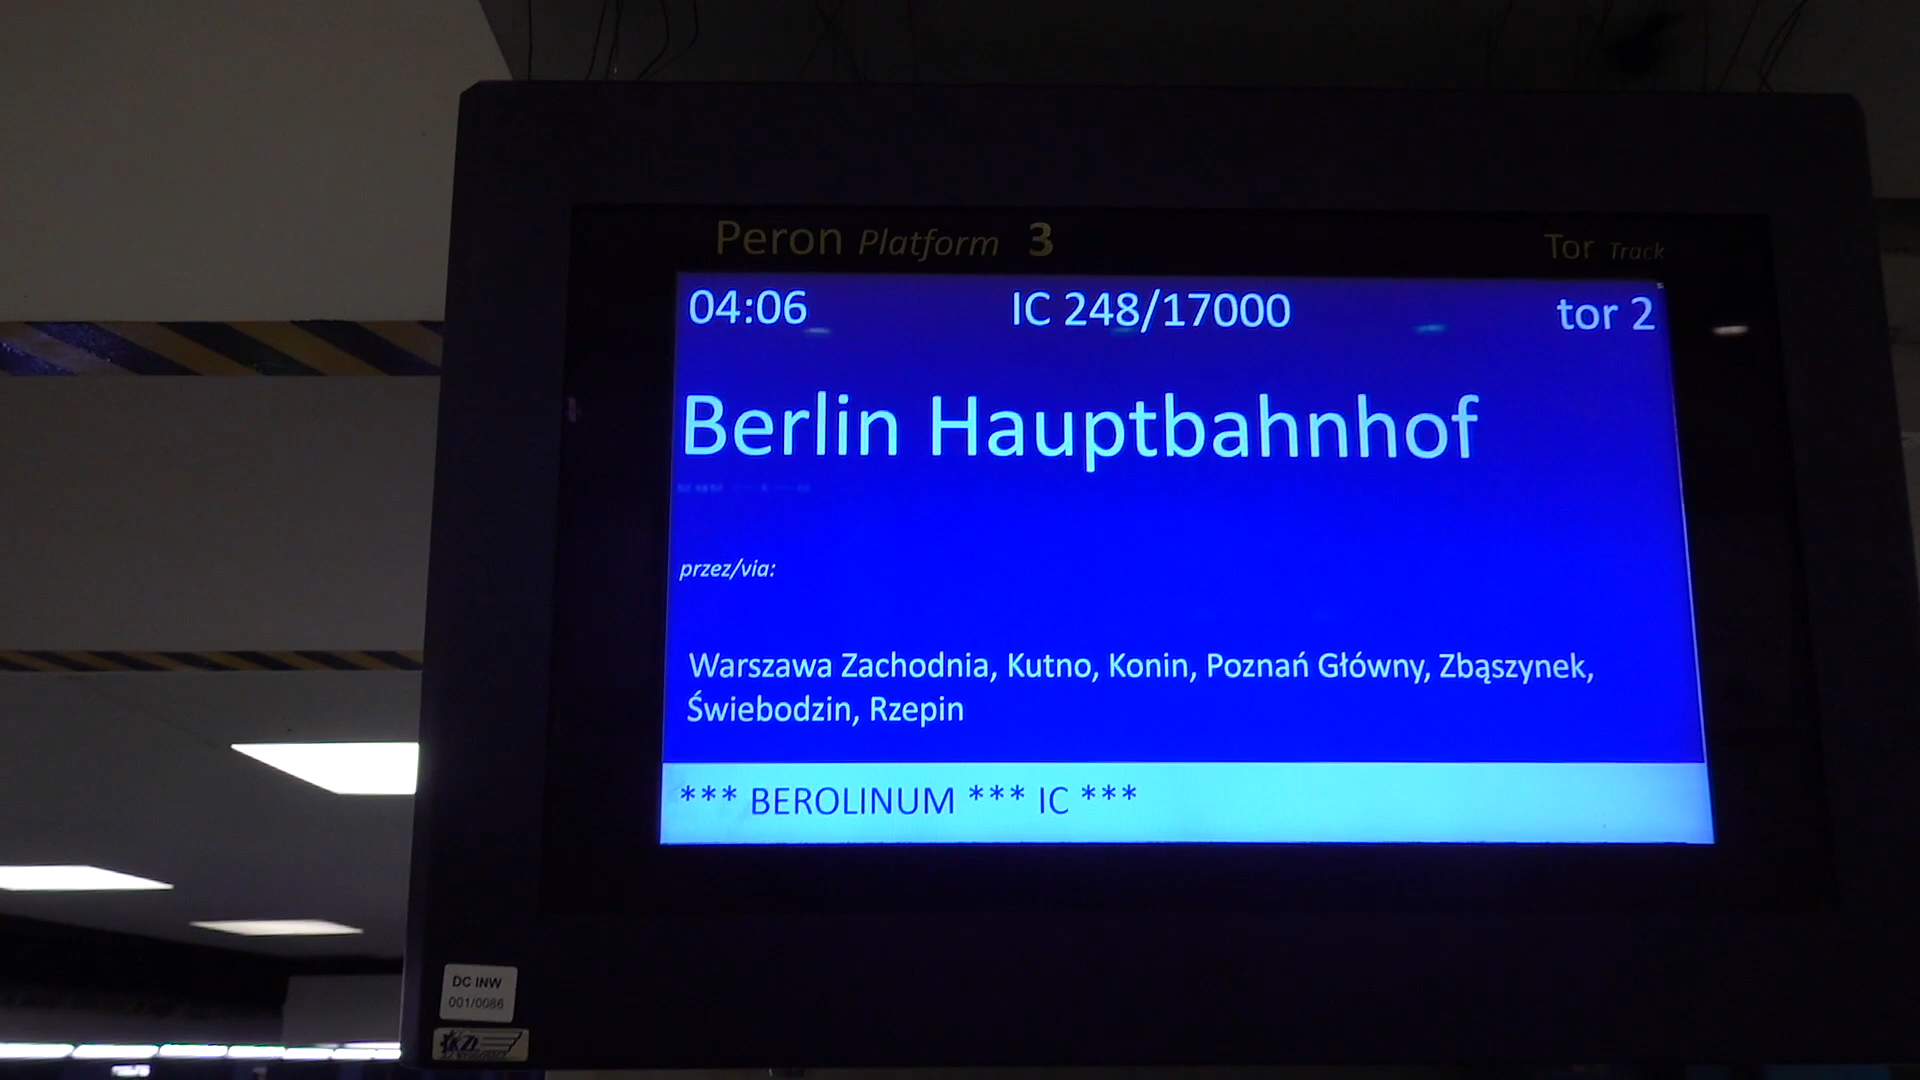 Peron Platform 3
Tor Track
04:06 IC 248/17000 tor 2
Berlin Hauptbahnhof
przez/via:
Warszawa Zachodnia, Kutno, Konin, Poznań Główny, Zbąszynek,
Świebodzin, Rzepin
*** BEROLINUM *** IC ***
DC INW
001/0086